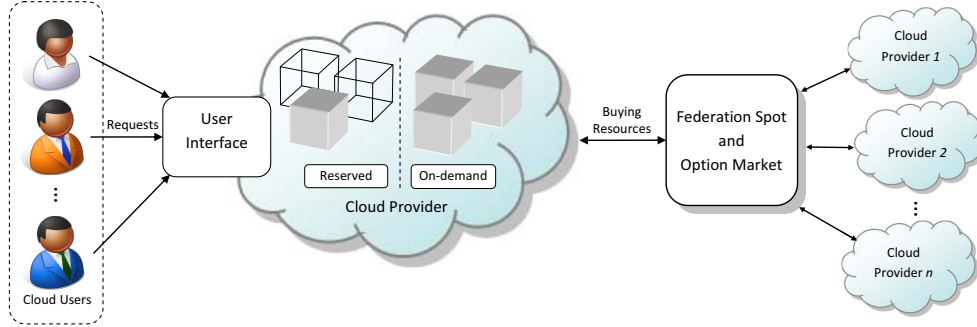 Cloud Users
Requests
User
Interface
Reserved
On-demand
Cloud Provider
Buying
Resources
Federation Spot
and
Option Market
Cloud
Provider 1
Cloud
Provider 2
Cloud
Provider n